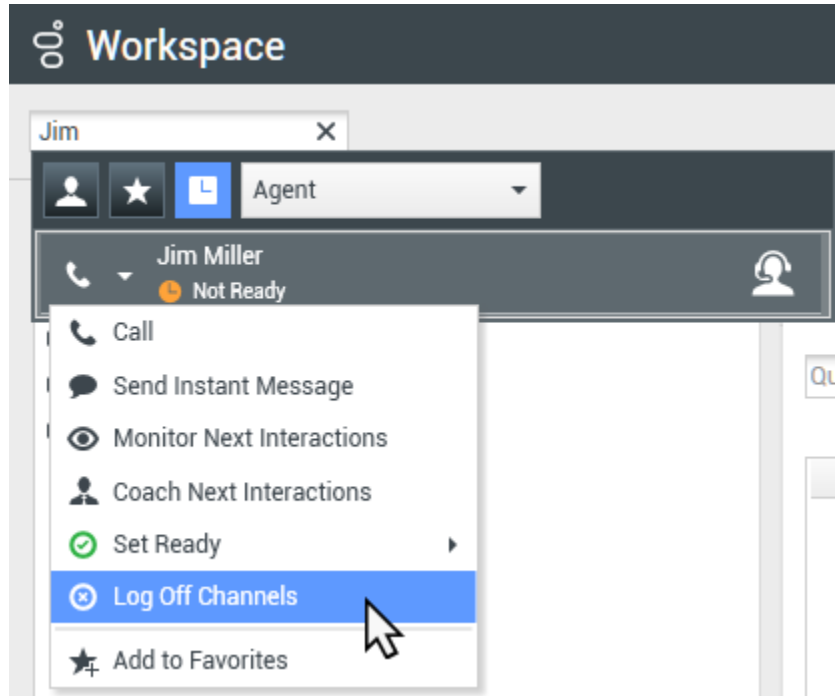 Workspace
Jim
Agent
Jim Miller
Not Ready
Call
Send Instant Message
Qu
Monitor Next Interactions
Coach Next Interactions
Set Ready
Log Off Channels
Add to Favorites